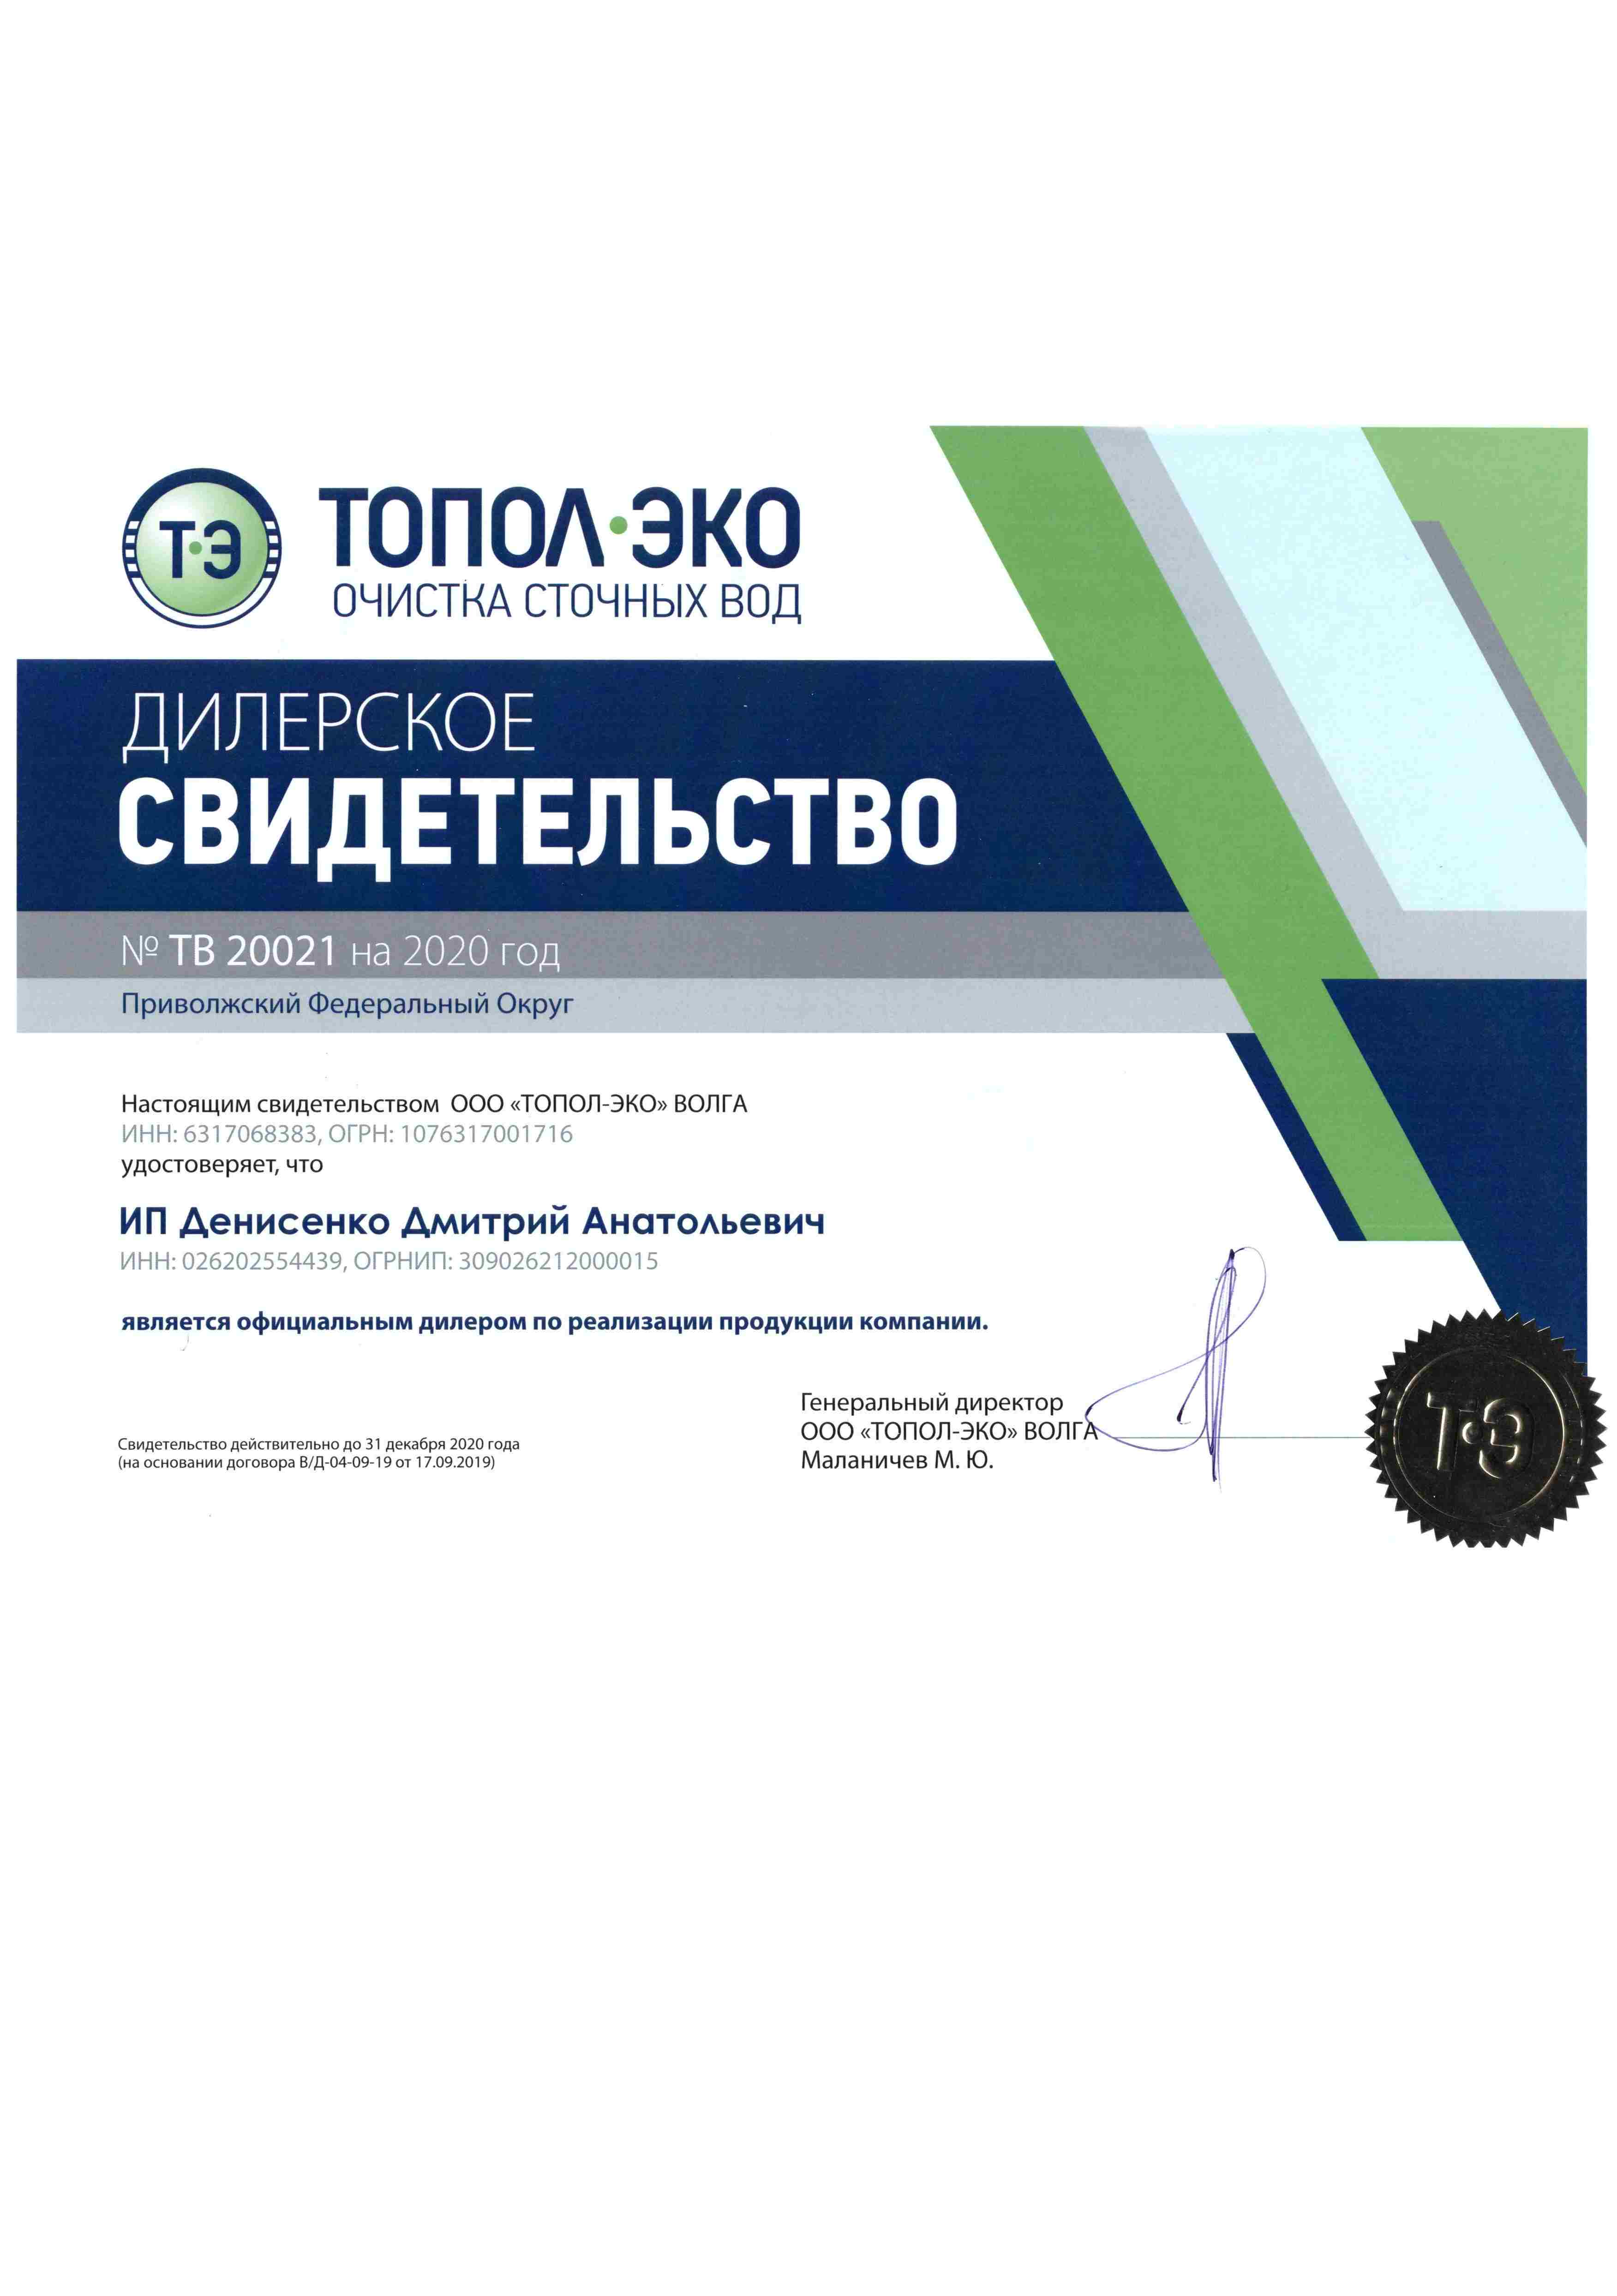 Т·Э
ТОПОЛ·ЭКО
ОЧИСТКА СТОЧНЫХ ВОД
ДИЛЕРСКОЕ
СВИДЕТЕЛЬСТВО
№ ТВ 20021 на 2020 год
Приволжский Федеральный Округ
Настоящим свидетельством ООО «ТОПОЛ-ЭКО» ВОЛГА
ИНН: 6317068383, ОГРН: 1076317001716
удостоверяет, что
ИП Денисенко Дмитрий Анатольевич
ИНН: 026202554439, ОГРНИП: 309026212000015
является официальным дилером по реализации продукции компании.
Свидетельство действительно до 31 декабря 2020 года
(на основании договора В/Д-04-09-19 от 17.09.2019)
Генеральный директор
ООО «ТОПОЛ-ЭКО» ВОЛГА
Маланичев М. Ю.
Т·Э